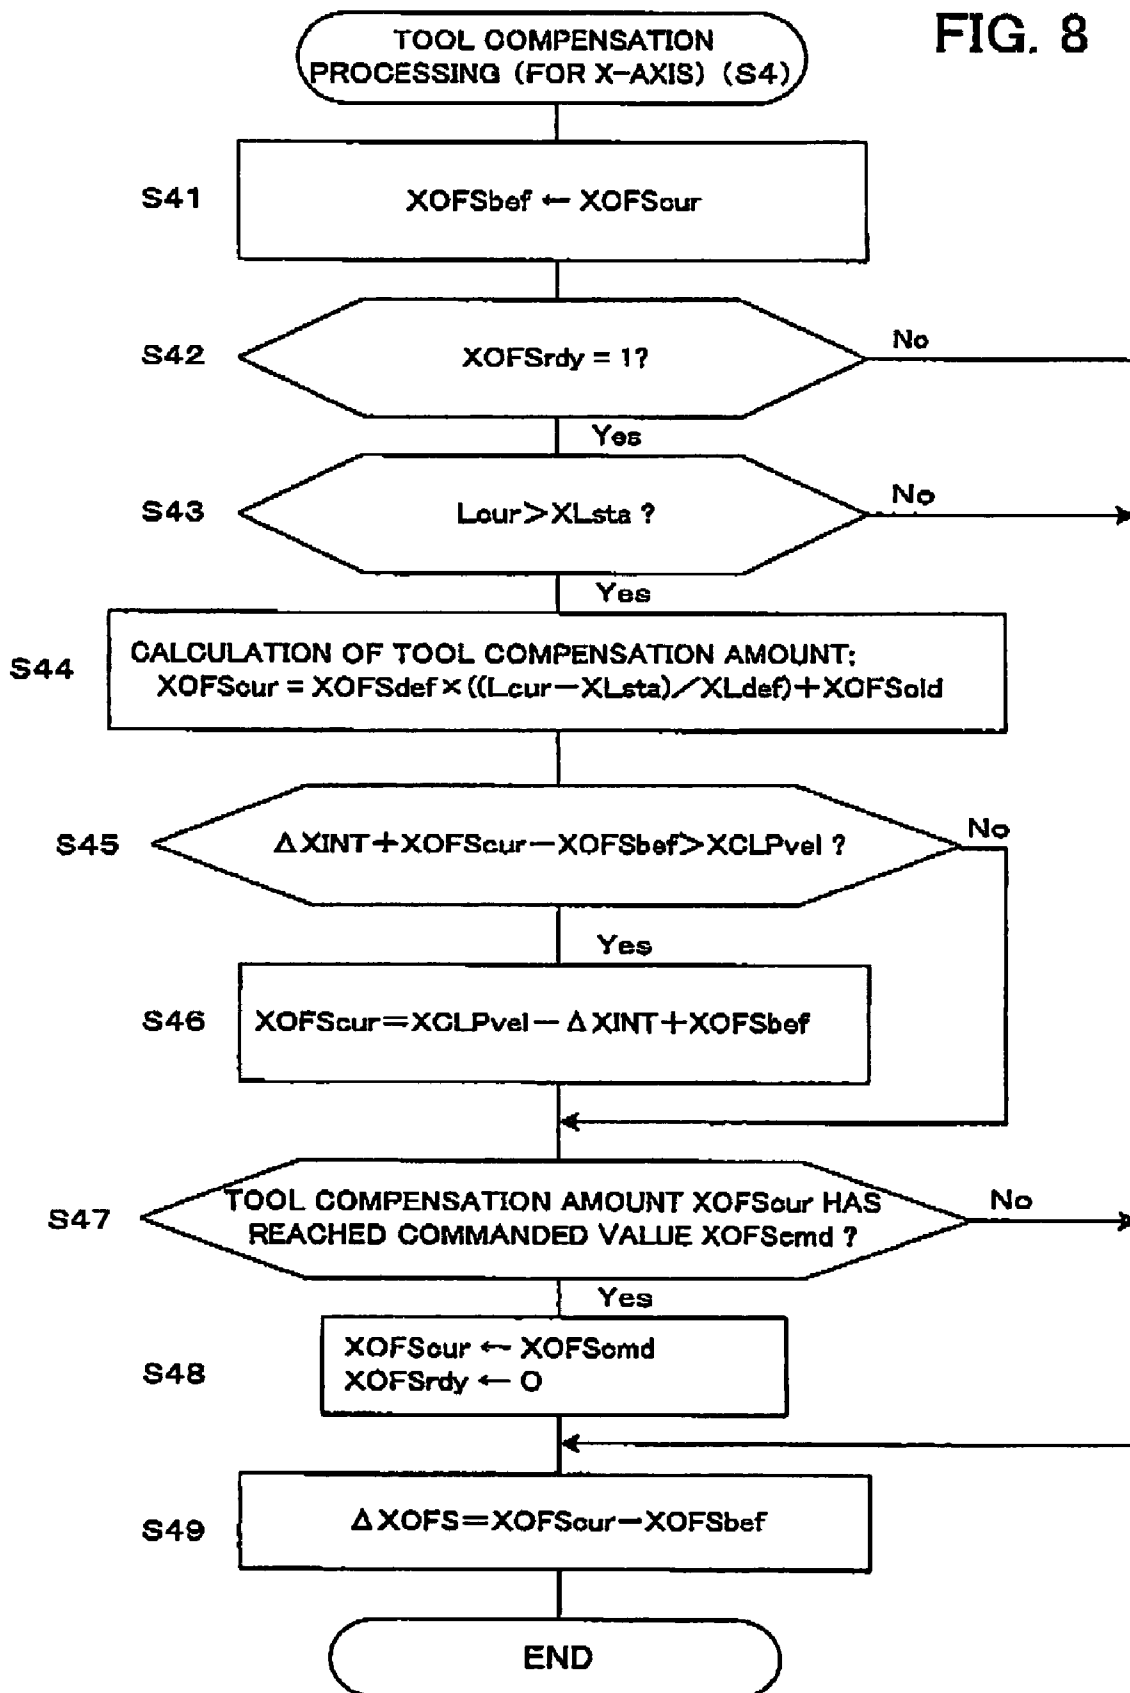 FIG. 8
TOOL COMPENSATION
PROCESSING (FOR X-AXIS) (S4)
S41
XOFSbef ← XOFScur
S42
XOFSrdy = 1?
No
Yes
S43
Lcur>XLsta ?
No
Yes
S44
CALCULATION OF TOOL COMPENSATION AMOUNT:
XOFScur = XOFSdef×((Lcur−XLsta)/XLdef)+XOFSold
S45
ΔXINT+XOFScur−XOFSbef>XCLPvel ?
No
Yes
S46
XOFScur=XCLPvel−ΔXINT+XOFSbef
S47
TOOL COMPENSATION AMOUNT XOFScur HAS
REACHED COMMANDED VALUE XOFScmd ?
No
Yes
S48
XOFScur ← XOFScmd
XOFSrdy ← 0
S49
ΔXOFS=XOFScur−XOFSbef
END